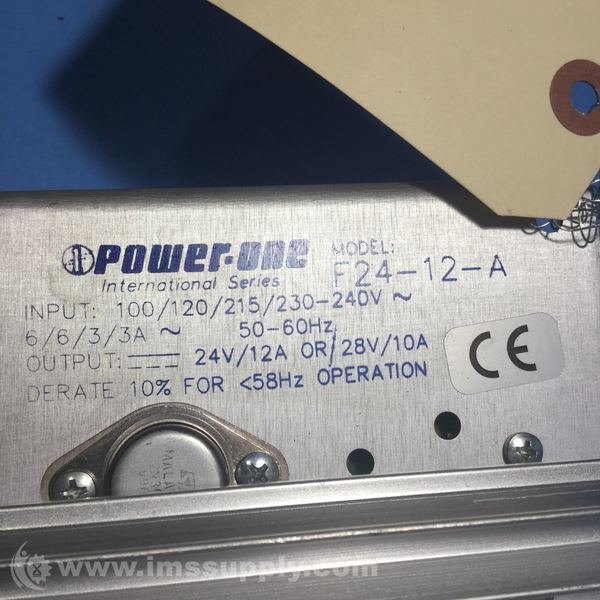 POWER-ONE
International Series
MODEL:
F24-12-A
INPUT: 100/120/215/230-240V ~
6/6/3/3A ~ 50-60Hz
OUTPUT: 24V/12A OR/28V/10A
DERATE 10% FOR <58Hz OPERATION
CE
MALA
www.imssupply.com